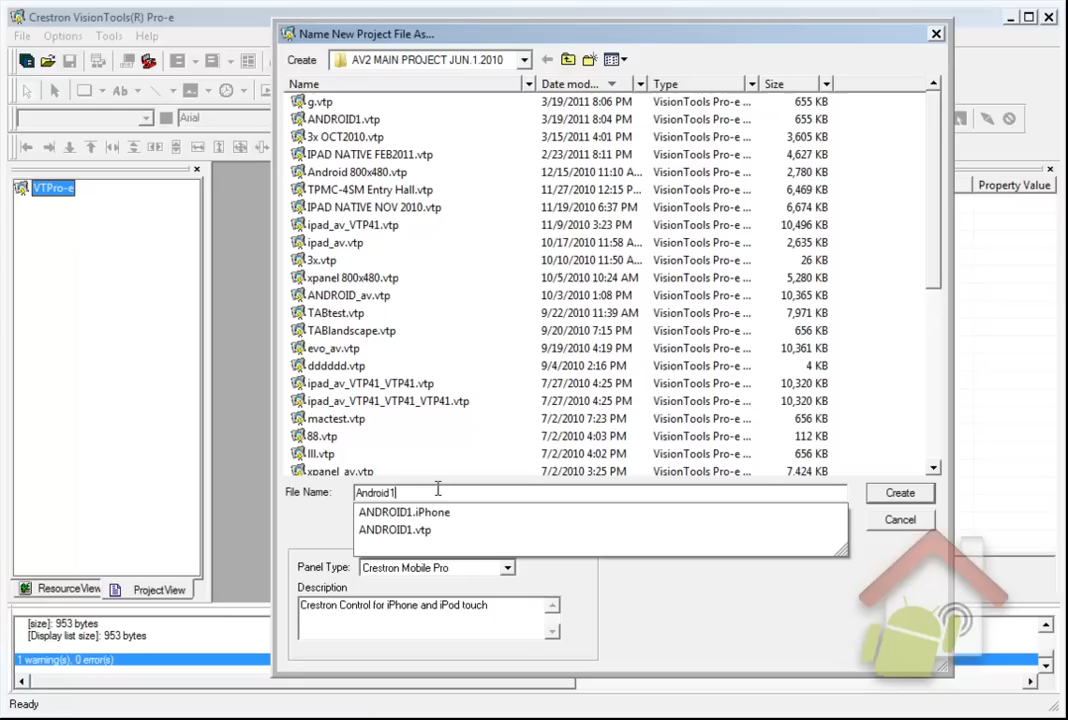 Crestron VisionTools(R) Pro-e
File Options Tools Help
Arial
VTPro-e
ResourceView ProjectView
Property Value
Name New Project File As...
Create AV2 MAIN PROJECT JUN.1.2010
Name Date mod... Type Size
g.vtp 3/19/2011 8:06 PM VisionTools Pro-e ... 655 KB
ANDROID1.vtp 3/19/2011 8:04 PM VisionTools Pro-e ... 655 KB
3x OCT2010.vtp 3/15/2011 4:01 PM VisionTools Pro-e ... 3,605 KB
IPAD NATIVE FEB2011.vtp 2/23/2011 8:11 PM VisionTools Pro-e ... 4,627 KB
Android 800x480.vtp 12/15/2010 11:10 A... VisionTools Pro-e ... 2,780 KB
TPMC-4SM Entry Hall.vtp 11/27/2010 12:15 P... VisionTools Pro-e ... 6,469 KB
IPAD NATIVE NOV 2010.vtp 11/19/2010 6:37 PM VisionTools Pro-e ... 6,674 KB
ipad_av_VTP41.vtp 11/9/2010 3:23 PM VisionTools Pro-e ... 10,496 KB
ipad_av.vtp 10/17/2010 11:58 A... VisionTools Pro-e ... 2,635 KB
3x.vtp 10/10/2010 11:50 A... VisionTools Pro-e ... 26 KB
xpanel 800x480.vtp 10/5/2010 10:24 AM VisionTools Pro-e ... 5,280 KB
ANDROID_av.vtp 10/3/2010 1:08 PM VisionTools Pro-e ... 10,365 KB
TABtest.vtp 9/22/2010 11:39 AM VisionTools Pro-e ... 7,971 KB
TABlandscape.vtp 9/20/2010 7:15 PM VisionTools Pro-e ... 656 KB
evo_av.vtp 9/19/2010 4:19 PM VisionTools Pro-e ... 10,361 KB
dddddd.vtp 9/4/2010 2:16 PM VisionTools Pro-e ... 4 KB
ipad_av_VTP41_VTP41.vtp 7/27/2010 4:25 PM VisionTools Pro-e ... 10,320 KB
ipad_av_VTP41_VTP41_VTP41.vtp 7/27/2010 4:25 PM VisionTools Pro-e ... 10,320 KB
mactest.vtp 7/2/2010 7:23 PM VisionTools Pro-e ... 656 KB
88.vtp 7/2/2010 4:03 PM VisionTools Pro-e ... 112 KB
lll.vtp 7/2/2010 4:02 PM VisionTools Pro-e ... 656 KB
xpanel_av.vtp 7/2/2010 3:25 PM VisionTools Pro-e ... 7,424 KB
File Name: Android1 Create
ANDROID1.iPhone
ANDROID1.vtp
Cancel
Panel Type: Crestron Mobile Pro
Description
Crestron Control for iPhone and iPod touch
[size]: 953 bytes
[Display list size]: 953 bytes
1 warning(s), 0 error(s)
Ready